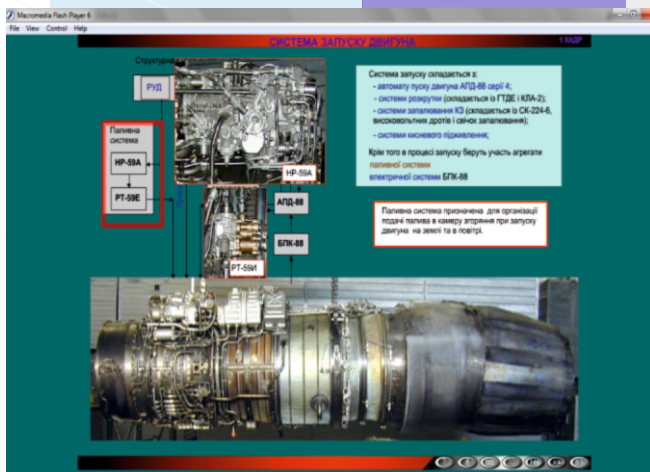 Macromedia Flash Player 6
File View Control Help
СИСТЕМА ЗАПУСКУ ДВИГУНА
1 КАДР
Структурна
РУД
Паливна
система
НР-59А
РТ-59Е
НР-59А
АПД-88
БПК-88
РТ-59И
Система запуску складається з:
- автомату пуску двигуна АПД-88 серії 4;
- системи розкрутки (складається із ГТДЕ і КЛА-2);
- системи запалювання КЗ (складається із СК-224-6,
високовольтних дротів і свічок запалювання);
- системи кисневого підживлення;
Крім того в процесі запуску беруть участь агрегати
паливної системи
електричної системи БПК-88
Паливна система призначена для організації
подачі палива в камеру згоряння при запуску
двигуна на землі та в повітрі.